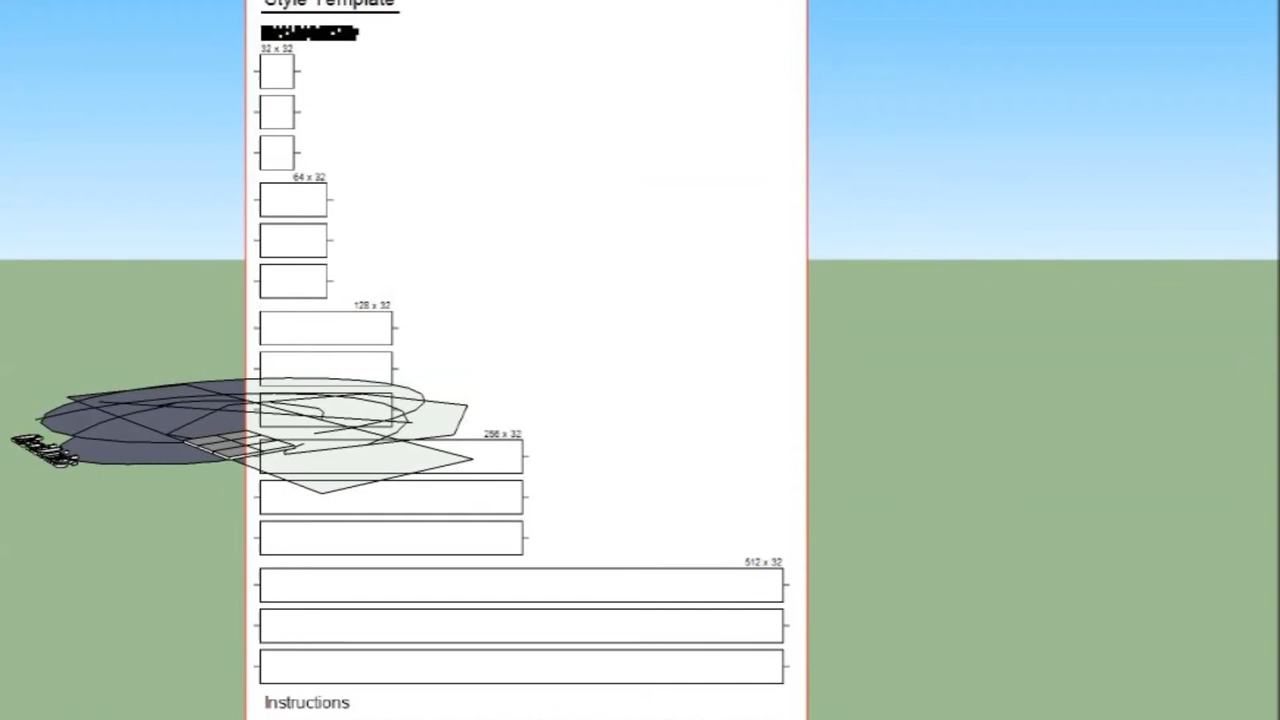 Style Template
32 x 32
64 x 32
128 x 32
256 x 32
512 x 32
Instructions